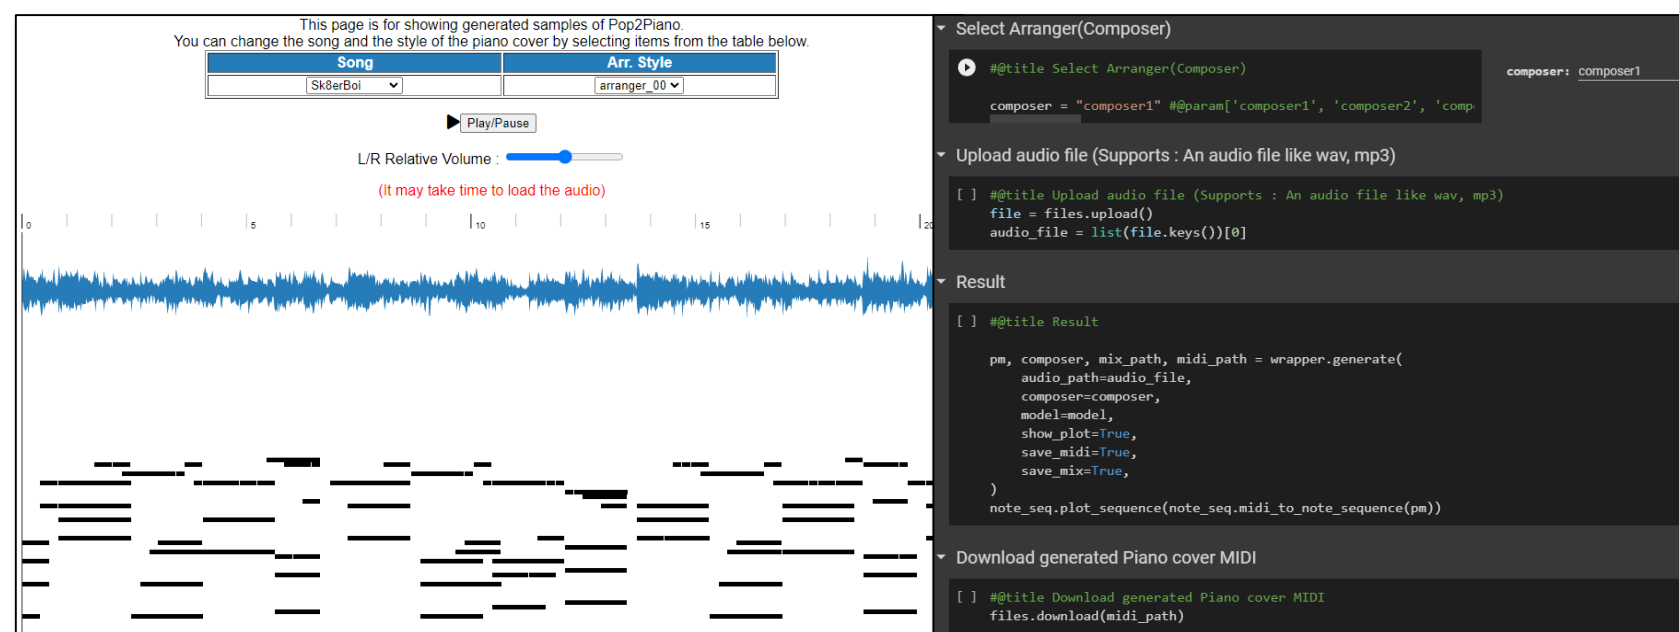 This page is for showing generated samples of Pop2Piano.
You can change the song and the style of the piano cover by selecting items from the table below.
Song Arr. Style
Sk8erBoi arranger_00
Play/Pause
L/R Relative Volume :
(It may take time to load the audio)
0 5 10 15 20
Select Arranger(Composer)
#@title Select Arranger(Composer)
composer: composer1
composer = "composer1" #@param['composer1', 'composer2', 'comp
Upload audio file (Supports : An audio file like wav, mp3)
[ ] #@title Upload audio file (Supports : An audio file like wav, mp3)
file = files.upload()
audio_file = list(file.keys())[0]
Result
[ ] #@title Result
pm, composer, mix_path, midi_path = wrapper.generate(
audio_path=audio_file,
composer=composer,
model=model,
show_plot=True,
save_midi=True,
save_mix=True,
)
note_seq.plot_sequence(note_seq.midi_to_note_sequence(pm))
Download generated Piano cover MIDI
[ ] #@title Download generated Piano cover MIDI
files.download(midi_path)